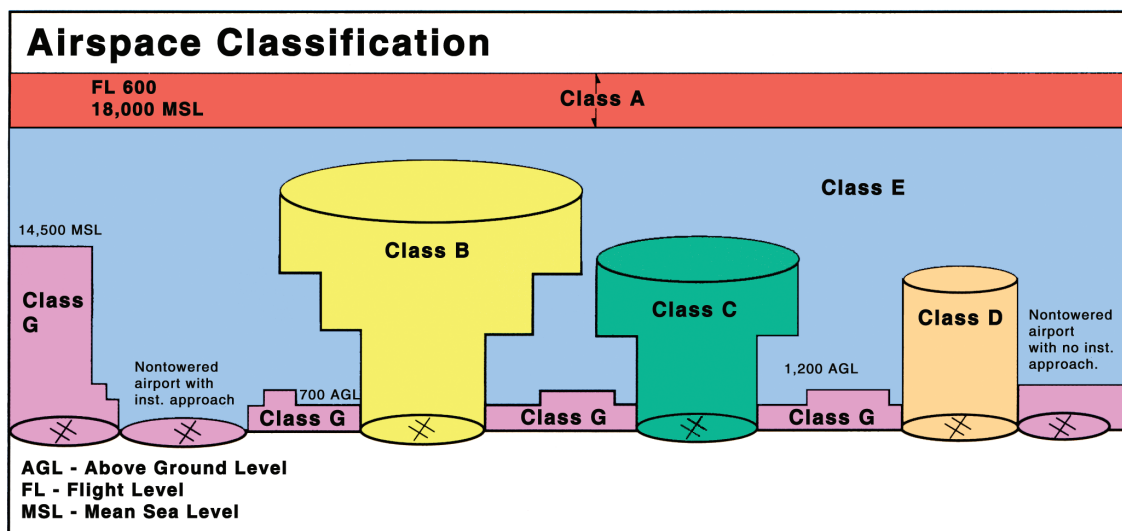 Airspace Classification
FL 600
18,000 MSL
Class A
Class E
14,500 MSL
Class
G
Nontowered
airport with
inst. approach
700 AGL
Class G
Class B
Class G
Class C
1,200 AGL
Class G
Class D
Nontowered
airport
with no inst.
approach.
AGL - Above Ground Level
FL - Flight Level
MSL - Mean Sea Level